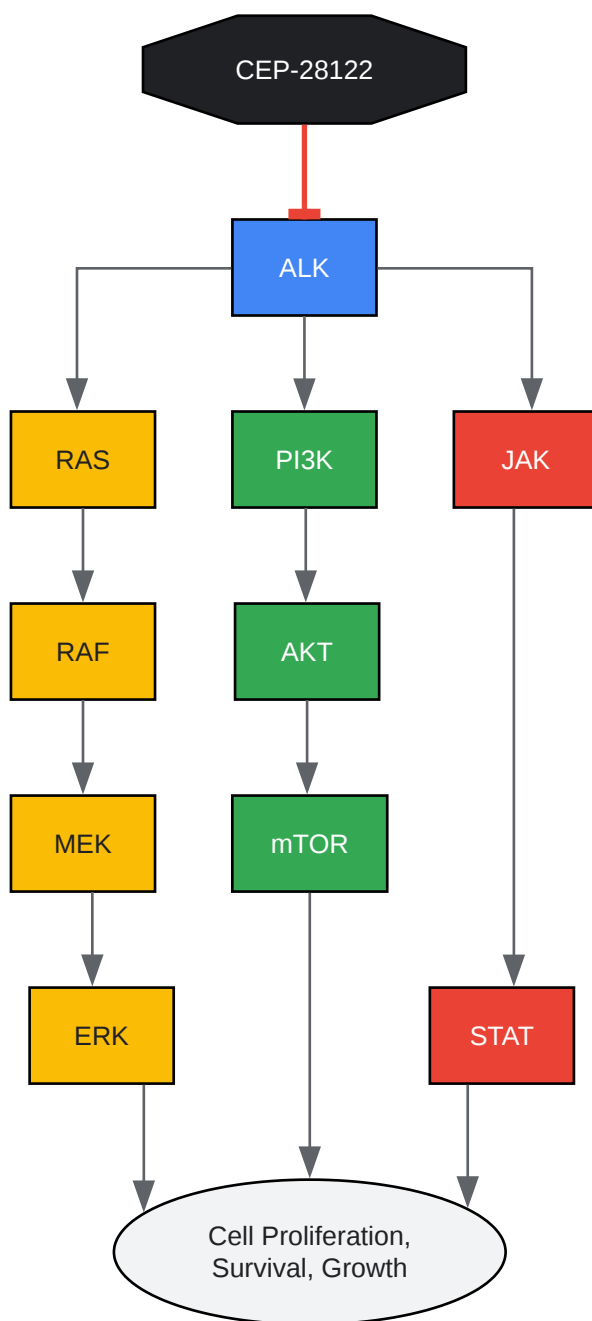 CEP-28122
ALK
RAS
PI3K
JAK
RAF
AKT
MEK
mTOR
ERK
STAT
Cell Proliferation,
Survival, Growth